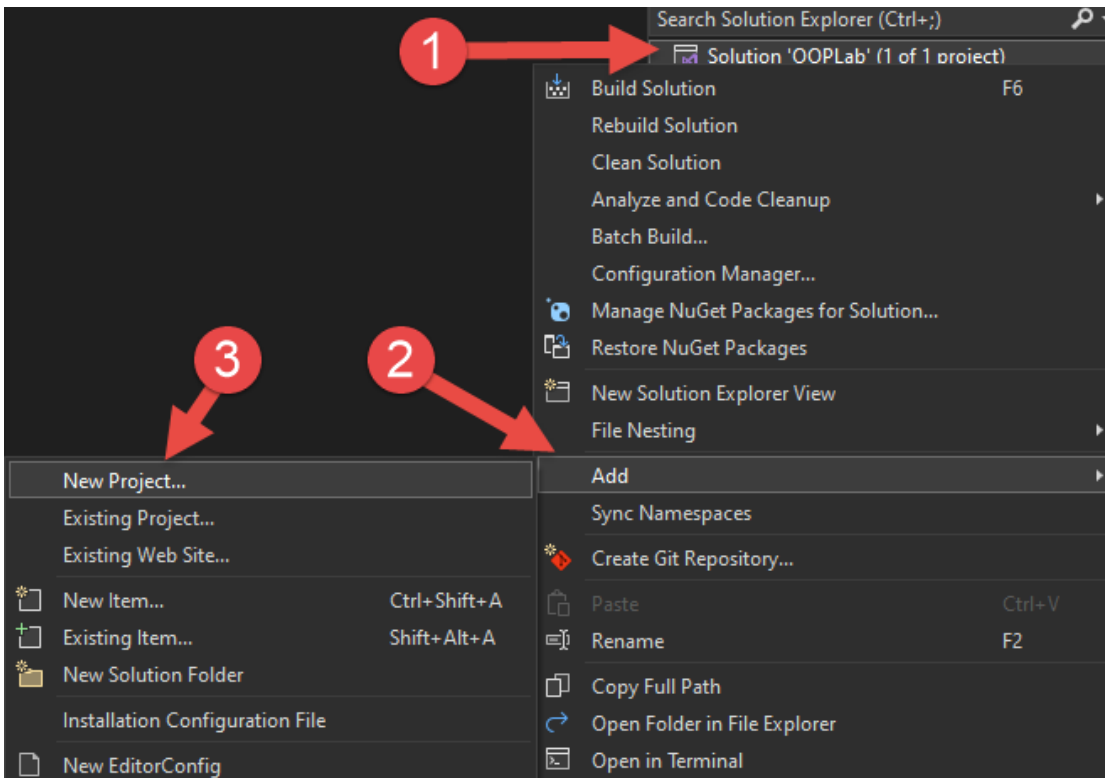 Search Solution Explorer (Ctrl+;)
1
Solution 'OOPLab' (1 of 1 project)
Build Solution F6
Rebuild Solution
Clean Solution
Analyze and Code Cleanup
Batch Build...
Configuration Manager...
Manage NuGet Packages for Solution...
Restore NuGet Packages
New Solution Explorer View
File Nesting
2
Add
Sync Namespaces
Create Git Repository...
Paste Ctrl+V
Rename F2
Copy Full Path
Open Folder in File Explorer
Open in Terminal
3
New Project...
Existing Project...
Existing Web Site...
New Item... Ctrl+Shift+A
Existing Item... Shift+Alt+A
New Solution Folder
Installation Configuration File
New EditorConfig